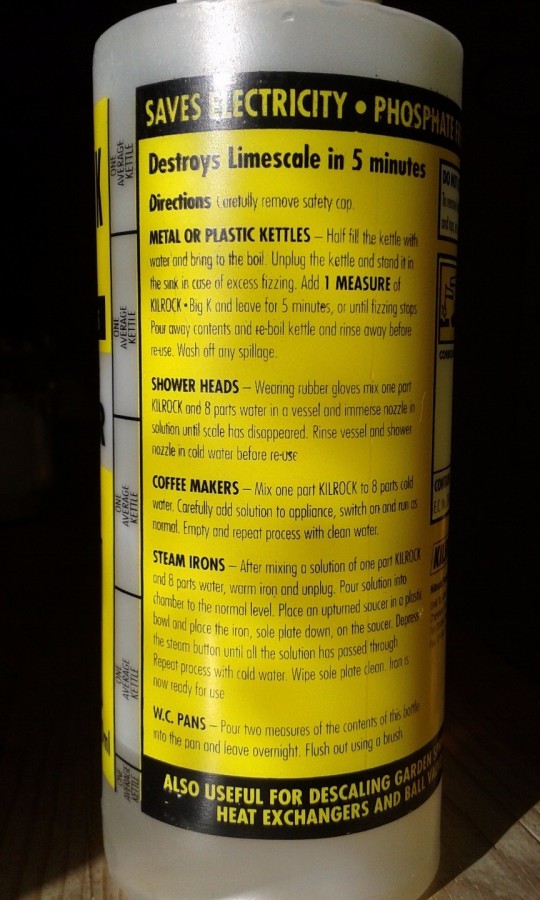 SAVES ELECTRICITY • PHOSPHATE
Destroys Limescale in 5 minutes
Directions Carefully remove safety cap.
METAL OR PLASTIC KETTLES – Half fill the kettle with
water and bring to the boil. Unplug the kettle and stand it in
the sink in case of excess fizzing. Add 1 MEASURE of
KILROCK • Big K and leave for 5 minutes, or until fizzing stops
Pour away contents and re-boil kettle and rinse away before
re-use. Wash off any spillage.
SHOWER HEADS – Wearing rubber gloves mix one part
KILROCK and 8 parts water in a vessel and immerse nozzle in
solution until scale has disappeared. Rinse vessel and shower
nozzle in cold water before re-use
COFFEE MAKERS – Mix one part KILROCK to 8 parts cold
water. Carefully add solution to appliance, switch on and run as
normal. Empty and repeat process with clean water.
STEAM IRONS – After mixing a solution of one part KILROCK
and 8 parts water, warm iron and unplug. Pour solution into
chamber to the normal level. Place an upturned saucer in a plastic
bowl and place the iron, sole plate down, on the saucer. Depress
the steam button until all the solution has passed through
Repeat process with cold water. Wipe sole plate clean. Iron is
now ready for use
W.C. PANS – Pour two measures of the contents of this bottle
into the pan and leave overnight. Flush out using a brush
ALSO USEFUL FOR DESCALING GARDEN
HEAT EXCHANGERS AND BALL
ONE
AVERAGE
KETTLE
ONE
AVERAGE
KETTLE
ONE
AVERAGE
KETTLE
ONE
AVERAGE
KETTLE
ONE
AVERAGE
KETTLE
ml
DO NOT